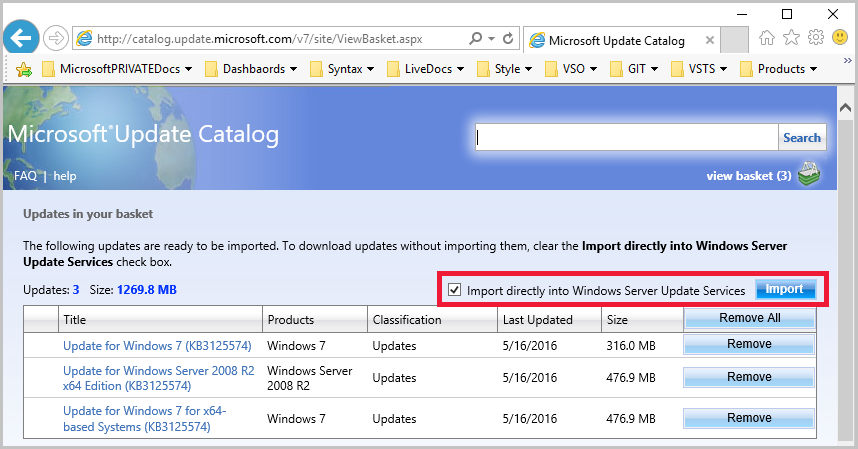 http://catalog.update.microsoft.com/v7/site/ViewBasket.aspx
Microsoft Update Catalog
MicrosoftPRIVATEDocs
Dashbaords
Syntax
LiveDocs
Style
VSO
GIT
VSTS
Products
Microsoft®Update Catalog
Search
FAQ | help
view basket (3)
Updates in your basket
The following updates are ready to be imported. To download updates without importing them, clear the Import directly into Windows Server
Update Services check box.
Updates: 3 Size: 1269.8 MB
Import directly into Windows Server Update Services
Import
Title Products Classification Last Updated Size Remove All
Update for Windows 7 (KB3125574) Windows 7 Updates 5/16/2016 316.0 MB Remove
Update for Windows Server 2008 R2
x64 Edition (KB3125574)
Windows Server
2008 R2
Updates 5/16/2016 476.9 MB Remove
Update for Windows 7 for x64-
based Systems (KB3125574)
Windows 7 Updates 5/16/2016 476.9 MB Remove